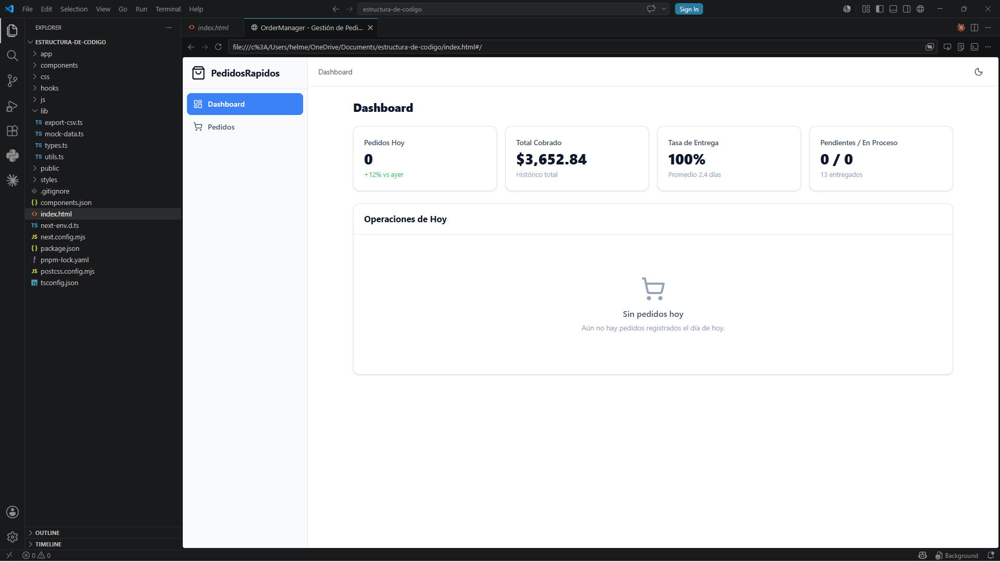 File Edit Selection View Go Run Terminal Help
estructura-de-codigo
Sign In
EXPLORER
ESTRUCTURA-DE-CODIGO
app
components
css
hooks
js
lib
TS export-csv.ts
TS mock-data.ts
TS types.ts
TS utils.ts
public
styles
.gitignore
{} components.json
<> index.html
TS next-env.d.ts
JS next.config.mjs
{} package.json
! pnpm-lock.yaml
JS postcss.config.mjs
TS tsconfig.json
OUTLINE
TIMELINE
<> index.html
OrderManager - Gestión de Pedi...
file:///c%3A/Users/helme/OneDrive/Documents/estructura-de-codigo/index.html#/
PedidosRapidos
Dashboard
Pedidos
Dashboard
Dashboard
Pedidos Hoy
0
+12% vs ayer
Total Cobrado
$3,652.84
Histórico total
Tasa de Entrega
100%
Promedio 2.4 días
Pendientes / En Proceso
0 / 0
13 entregados
Operaciones de Hoy
Sin pedidos hoy
Aún no hay pedidos registrados el día de hoy.
0 0
Background